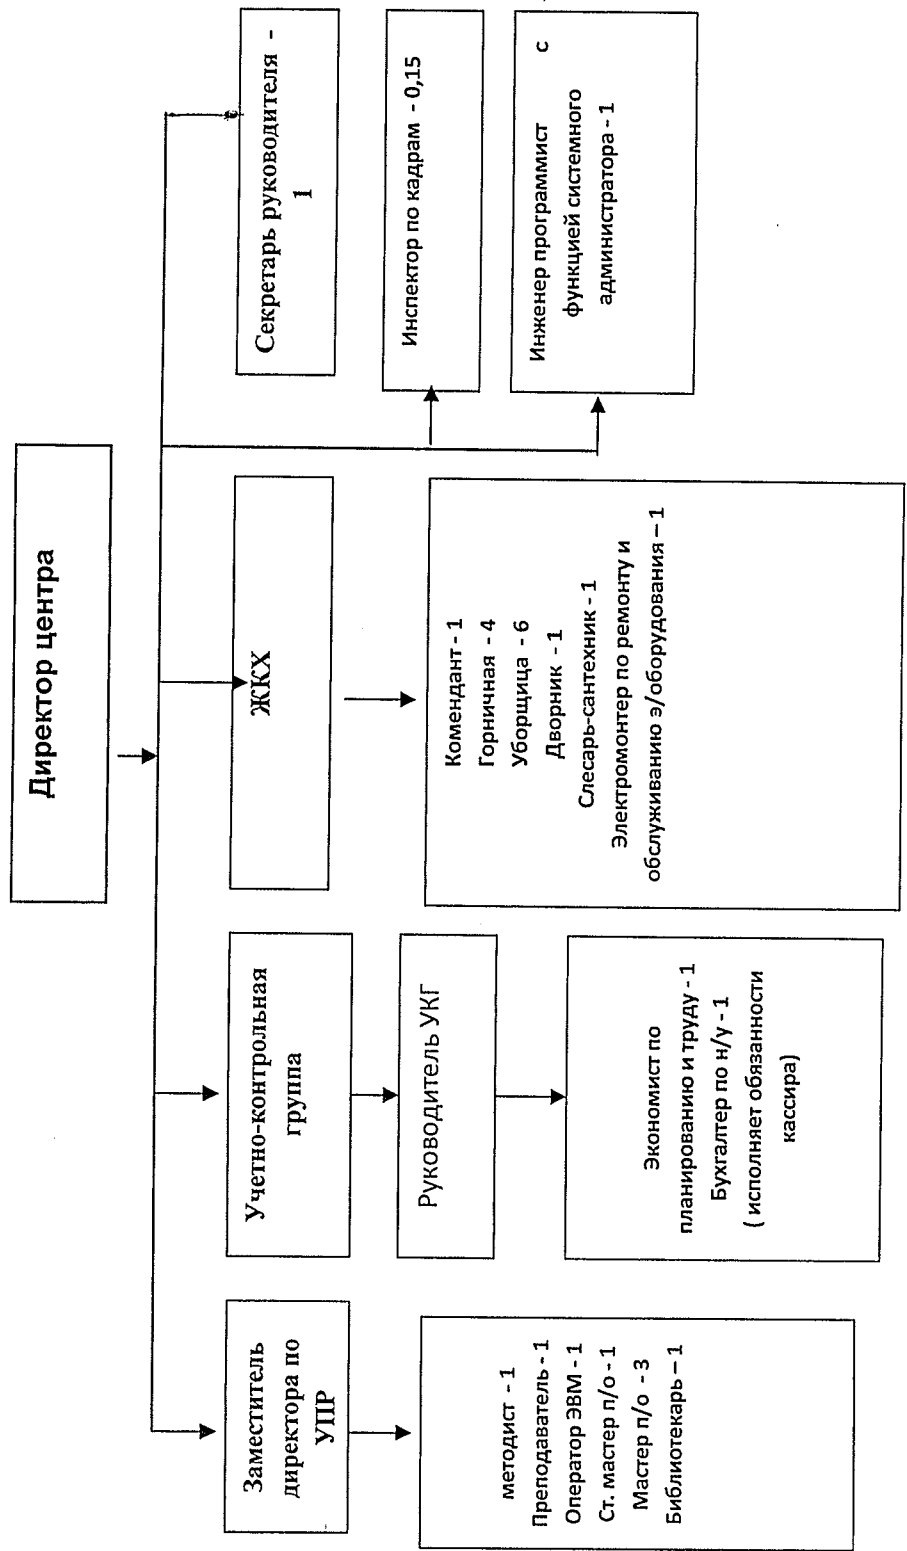 Директор центра
Заместитель
директора по
УПР
Учетно-контрольная
группа
ЖКХ
Секретарь руководителя -
1
Руководитель УКГ
Инспектор по кадрам - 0,15
методист - 1
Преподаватель - 1
Оператор ЭВМ - 1
Ст. мастер п/о - 1
Мастер п/о - 3
Библиотекарь – 1
Экономист по
планированию и труду - 1
Бухгалтер по н/у - 1
( исполняет обязанности
кассира)
Комендант - 1
Горничная - 4
Уборщица - 6
Дворник - 1
Слесарь-сантехник - 1
Электромонтер по ремонту и
обслуживанию э/оборудования – 1
Инженер программист с
функцией системного
администратора - 1